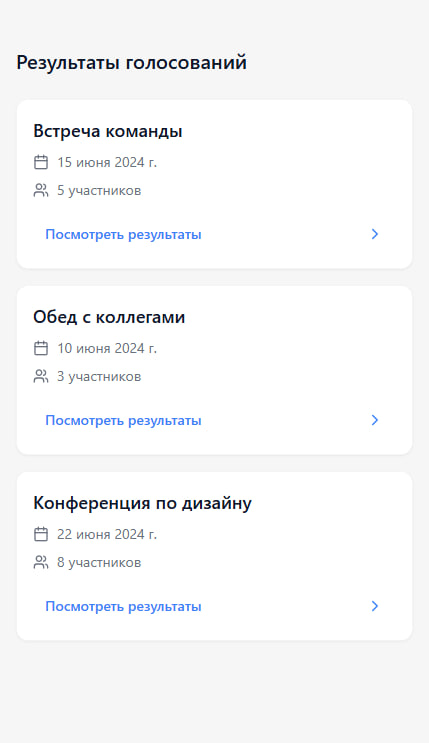 Результаты голосований
Встреча команды
15 июня 2024 г.
5 участников
Посмотреть результаты
Обед с коллегами
10 июня 2024 г.
3 участников
Посмотреть результаты
Конференция по дизайну
22 июня 2024 г.
8 участников
Посмотреть результаты